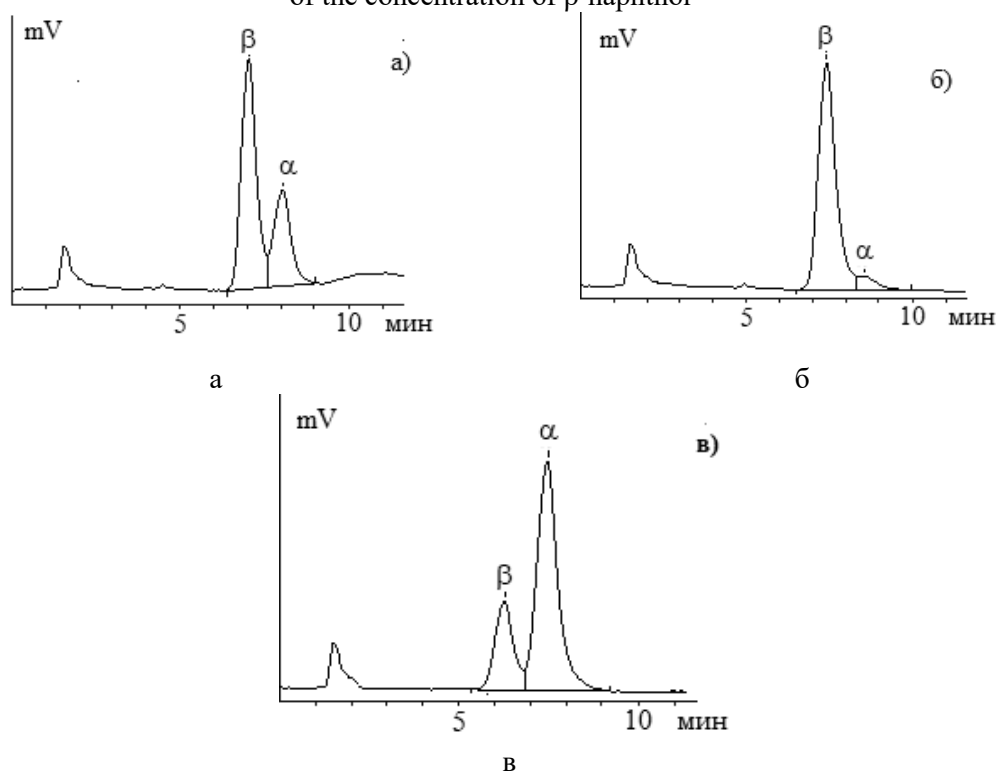 of the concentration of β-naphthol
mV
β
α
а)
5
10
мин
а
mV
β
α
б)
5
10
мин
б
mV
β
α
в)
5
10
мин
в